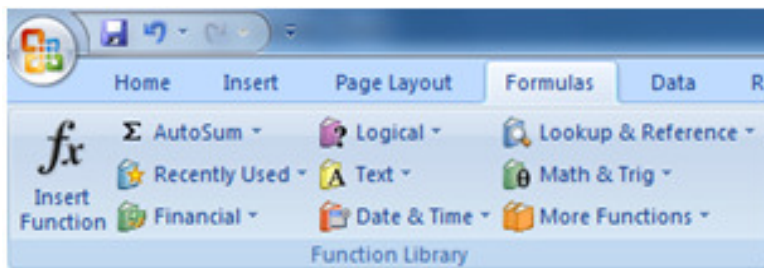 Home Insert Page Layout Formulas Data R
fx Σ AutoSum Logical Lookup & Reference
Recently Used A Text θ Math & Trig
Insert Function Financial Date & Time More Functions
Function Library